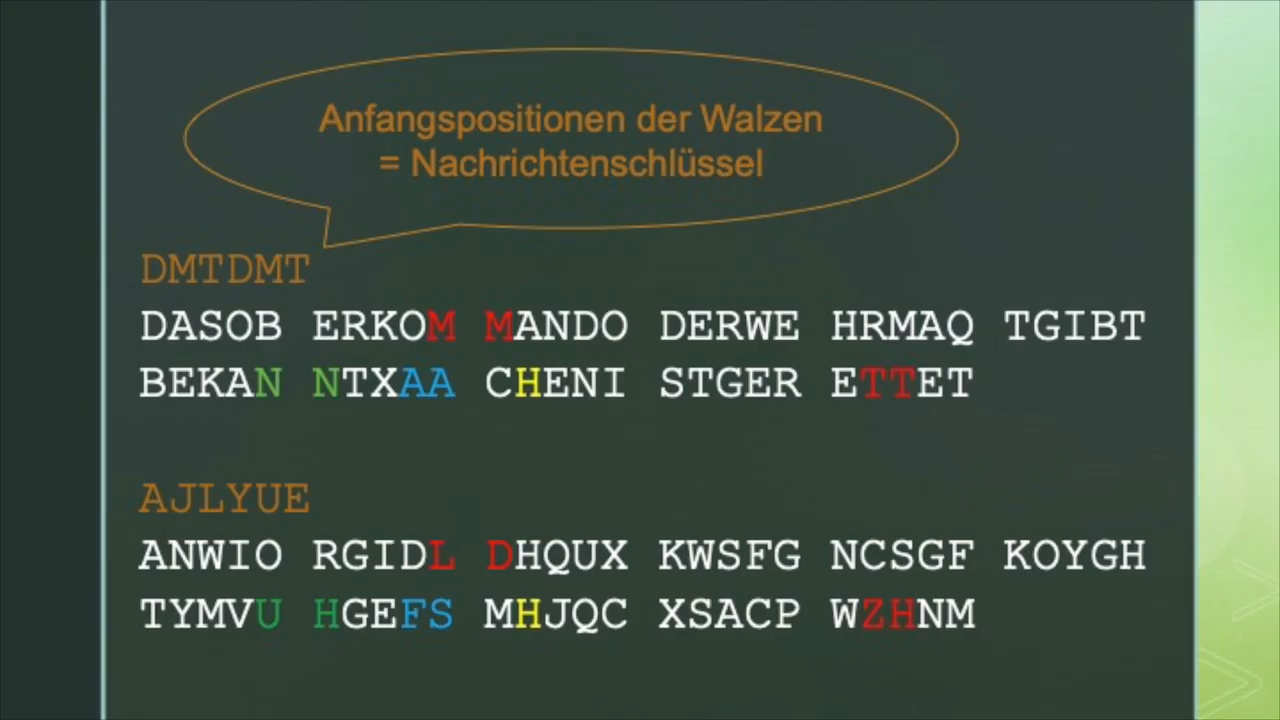 Anfangspositionen der Walzen
= Nachrichtenschlüssel
DMTDMT
DASOB ERKOM MANDO DERWE HRMAQ TGIBT
BEKAN NTXAA CHENI STGER ETTET
AJLYUE
ANWIO RGIDL DHQUX KWSFG NCSGF KOYGH
TYMVU HGEFS MHJQC XSACP WZHNM